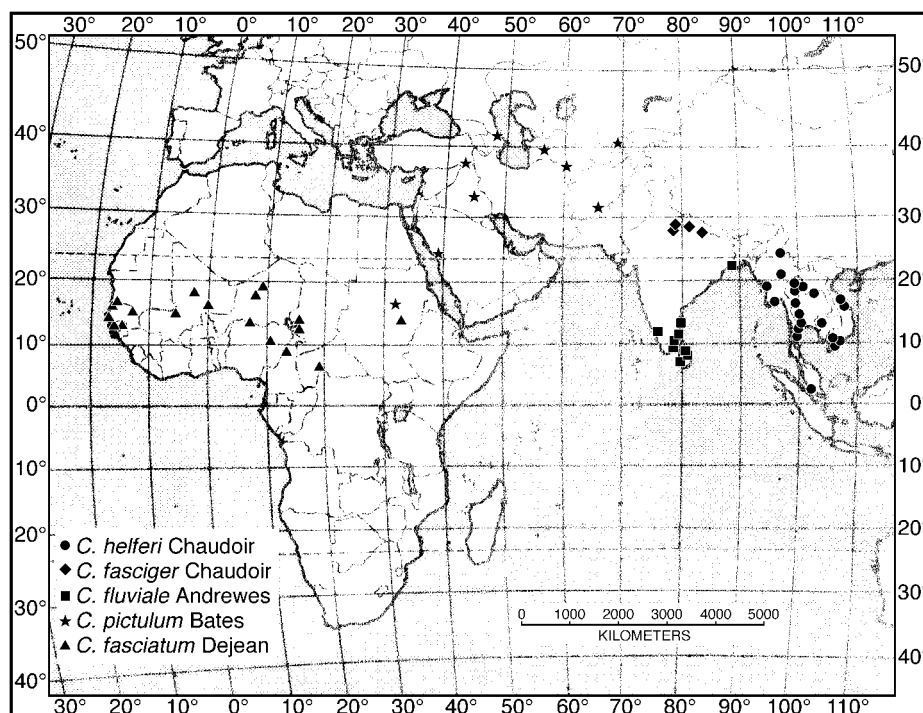 30° 20° 10° 0° 10° 20° 30° 40° 50° 60° 70° 80° 90° 100° 110°
50° 50
40° 40
30° 30
20° 20
10° 10
0° 0
10° 10
20° 20
30° 30
40° 40
● C. helferi Chaudoir
◆ C. fasciger Chaudoir
■ C. fluviale Andrewes
★ C. pictulum Bates
▲ C. fasciatum Dejean
0 1000 2000 3000 4000 5000
KILOMETERS
30° 20° 10° 0° 10° 20° 30° 40° 50° 60° 70° 80° 90° 100° 110°